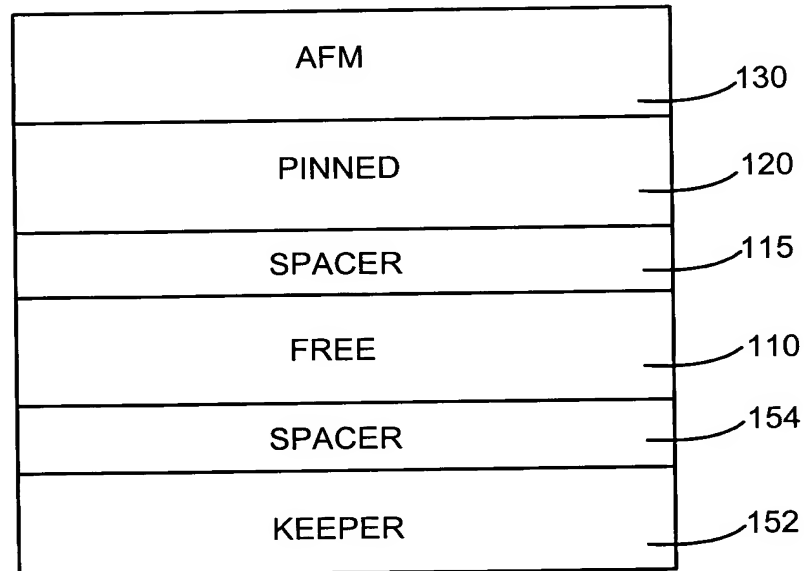 AFM
130
PINNED
120
SPACER
115
FREE
110
SPACER
154
KEEPER
152